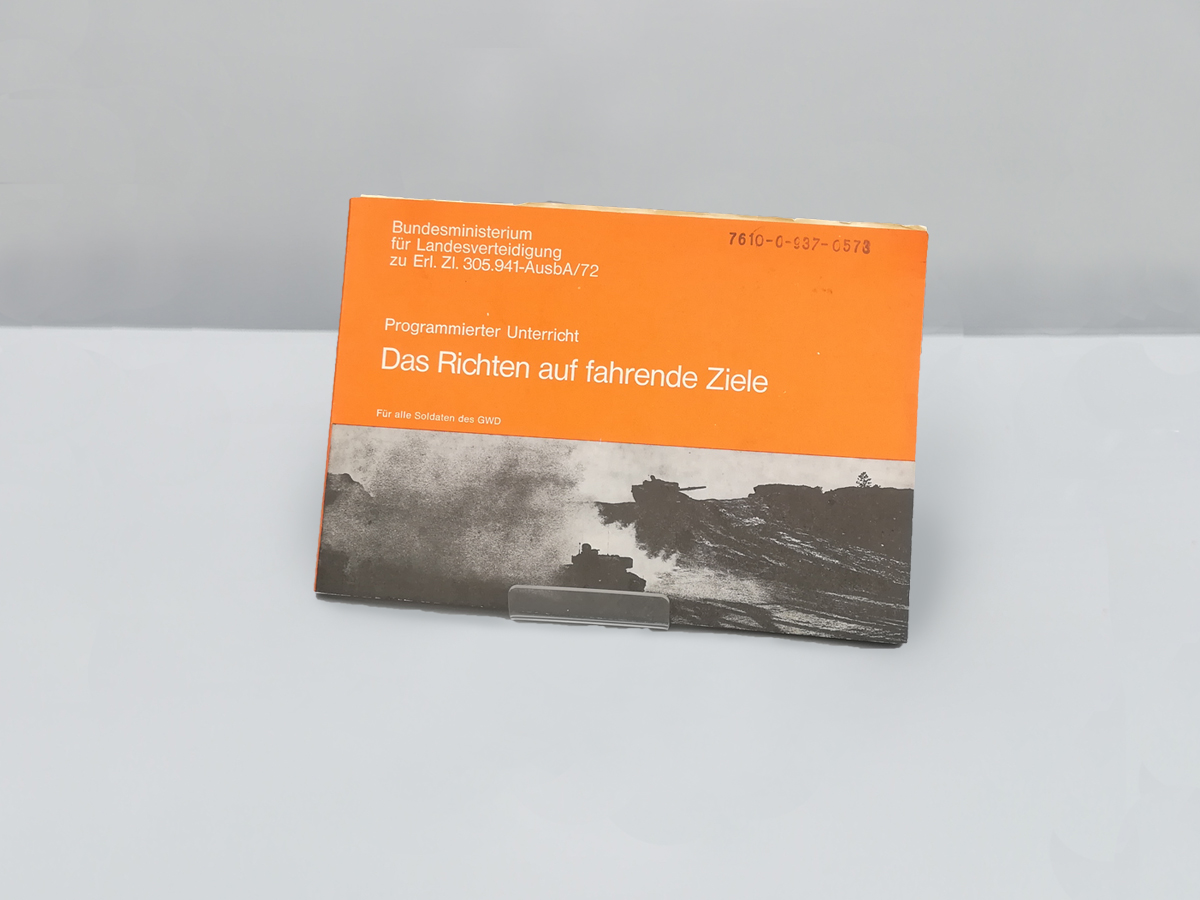 Bundesministerium
für Landesverteidigung
zu Erl. Zl. 305.941-AusbA/72
7610-0-937-0573
Programmierter Unterricht
Das Richten auf fahrende Ziele
Für alle Soldaten des GWD